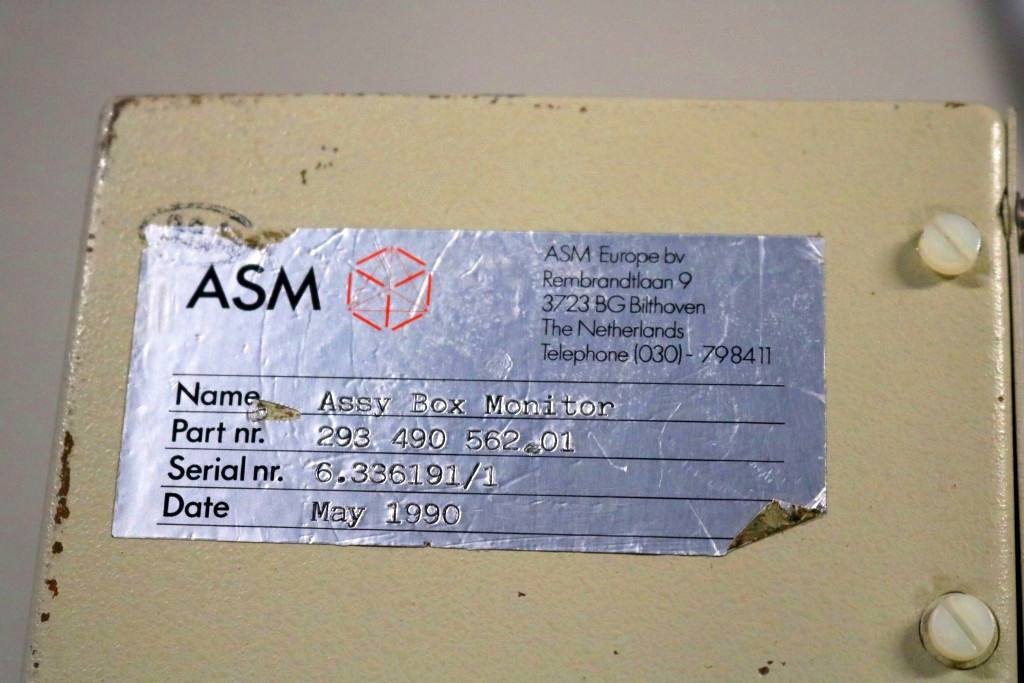 ASM
ASM Europe bv
Rembrandtlaan 9
3723 BG Bilthoven
The Netherlands
Telephone (030) - 798411
Name Assy Box Monitor
Part nr. 293 490 562.01
Serial nr. 6.336191/1
Date May 1990